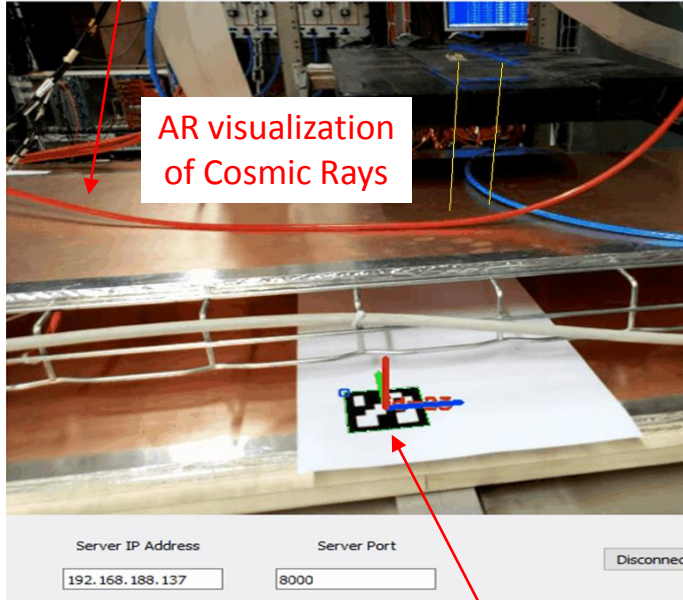 AR visualization
of Cosmic Rays
Server IP Address
Server Port
192.168.188.137
8000
Disconnec